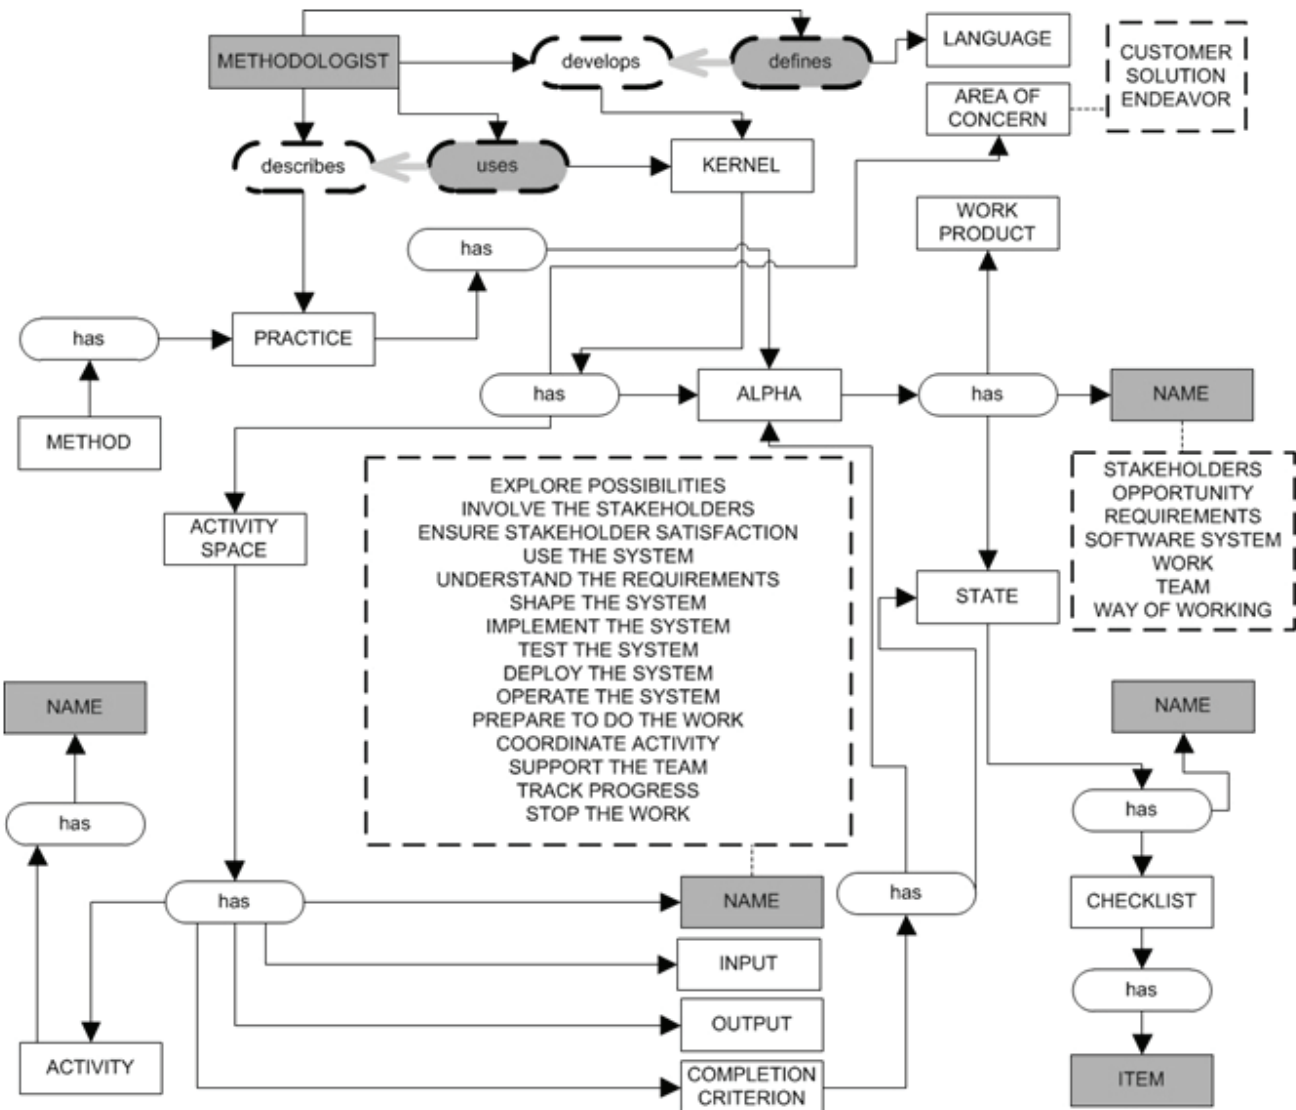 METHODOLOGIST
develops
defines
LANGUAGE
CUSTOMER
SOLUTION
ENDEAVOR
AREA OF
CONCERN
describes
uses
KERNEL
has
WORK
PRODUCT
has
PRACTICE
METHOD
has
ALPHA
has
NAME
STAKEHOLDERS
OPPORTUNITY
REQUIREMENTS
SOFTWARE SYSTEM
WORK
TEAM
WAY OF WORKING
ACTIVITY
SPACE
EXPLORE POSSIBILITIES
INVOLVE THE STAKEHOLDERS
ENSURE STAKEHOLDER SATISFACTION
USE THE SYSTEM
UNDERSTAND THE REQUIREMENTS
SHAPE THE SYSTEM
IMPLEMENT THE SYSTEM
TEST THE SYSTEM
DEPLOY THE SYSTEM
OPERATE THE SYSTEM
PREPARE TO DO THE WORK
COORDINATE ACTIVITY
SUPPORT THE TEAM
TRACK PROGRESS
STOP THE WORK
STATE
NAME
NAME
has
has
has
NAME
has
CHECKLIST
INPUT
has
OUTPUT
ACTIVITY
COMPLETION
CRITERION
ITEM